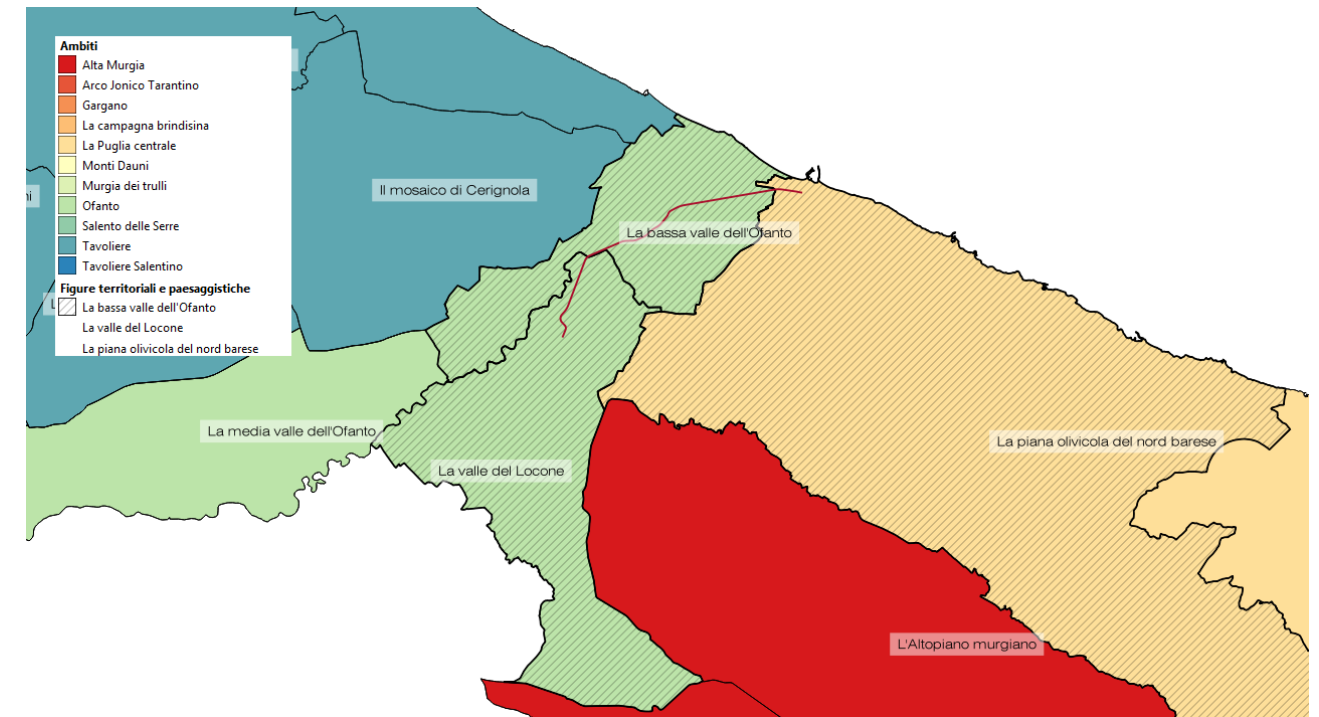 Ambiti
Alta Murgia
Arco Jonico Tarantino
Gargano
La campagna brindisina
La Puglia centrale
Monti Dauni
Murgia dei trulli
Ofanto
Salento delle Serre
Tavoliere
Tavoliere Salentino
Figure territoriali e paesaggistiche
La bassa valle dell'Ofanto
La valle del Locone
La piana olivicola del nord barese
Il mosaico di Cerignola
La bassa valle dell'Ofanto
La media valle dell'Ofanto
La piana olivicola del nord barese
La valle del Locone
L'Altopiano murgiano